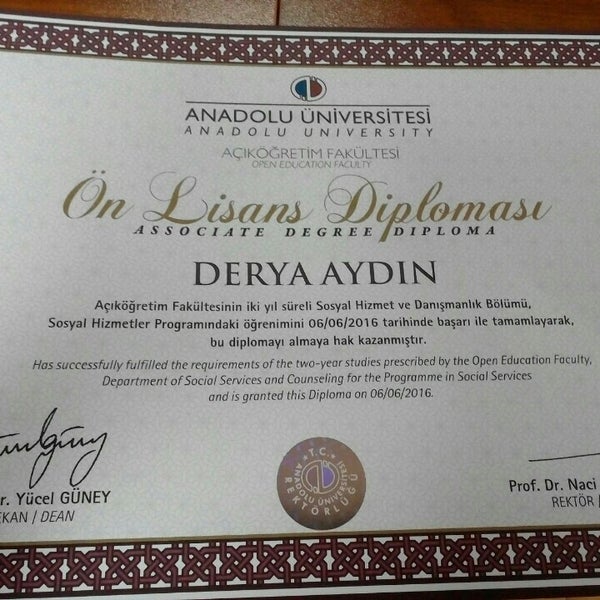 ANADOLU ÜNİVERSİTESİ
ANADOLU UNIVERSITY
AÇIKÖĞRETİM FAKÜLTESİ
OPEN EDUCATION FACULTY
Ön Lisans Diploması
ASSOCIATE DEGREE DIPLOMA
DERYA AYDIN
Açıköğretim Fakültesinin iki yıl süreli Sosyal Hizmet ve Danışmanlık Bölümü,
Sosyal Hizmetler Programındaki öğrenimini 06/06/2016 tarihinde başarı ile tamamlayarak,
bu diplomayı almaya hak kazanmıştır.
Has successfully fulfilled the requirements of the two-year studies prescribed by the Open Education Faculty,
Department of Social Services and Counseling for the Programme in Social Services
and is granted this Diploma on 06/06/2016.
r. Yücel GÜNEY
EKAN / DEAN
T.C.
ANADOLU ÜNİVERSİTESİ
REKTÖRLÜĞÜ
Prof. Dr. Naci
REKTÖR /